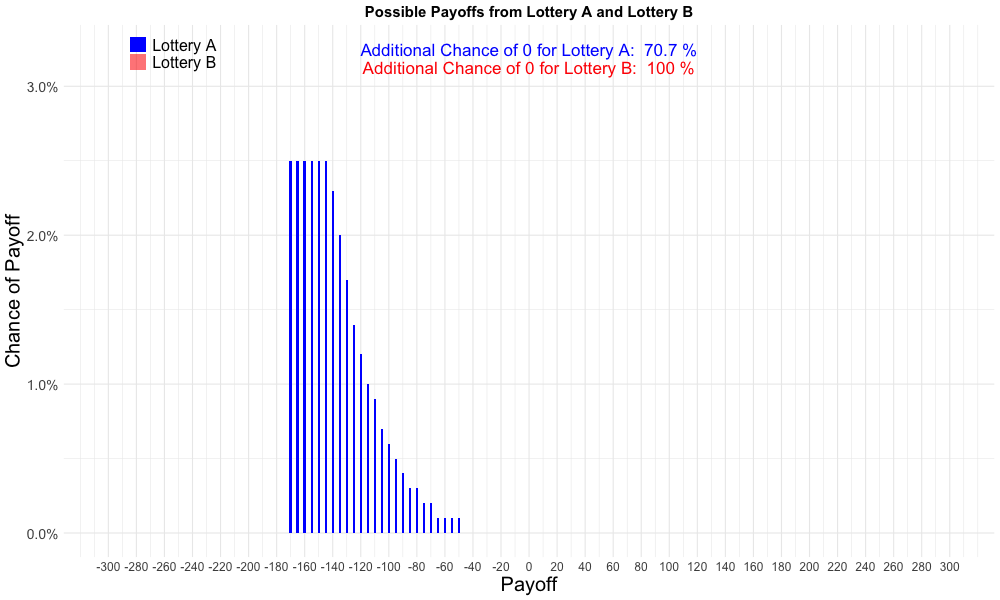 Possible Payoffs from Lottery A and Lottery B
Lottery A
Lottery B
Additional Chance of 0 for Lottery A:  70.7 %
Additional Chance of 0 for Lottery B:  100 %
Chance of Payoff
3.0%
2.0%
1.0%
0.0%
-300 -280 -260 -240 -220 -200 -180 -160 -140 -120 -100 -80 -60 -40 -20 0 20 40 60 80 100 120 140 160 180 200 220 240 260 280 300
Payoff